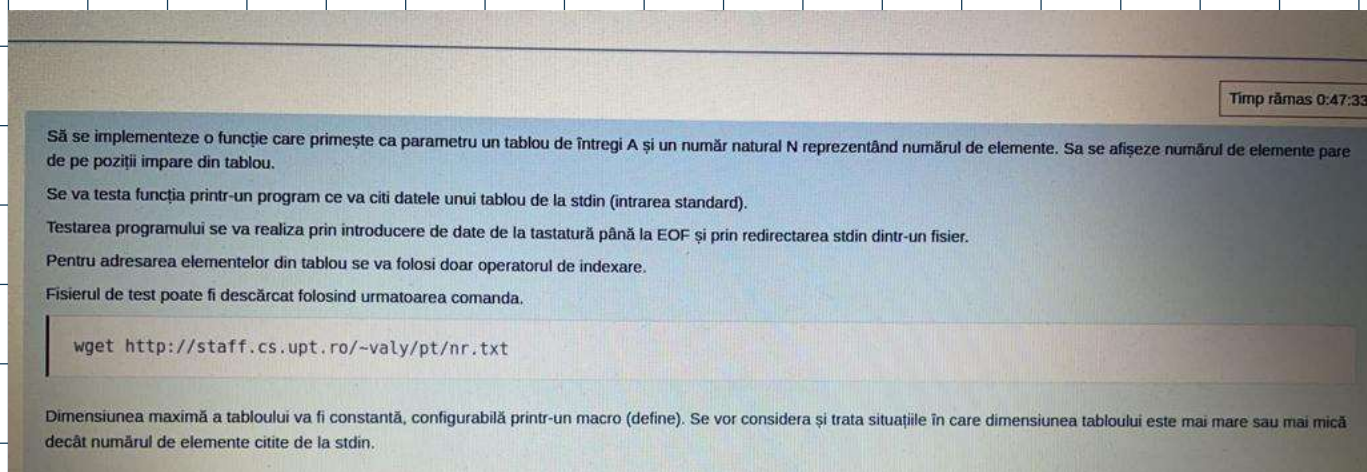 Timp rămas 0:47:33
Să se implementeze o funcție care primește ca parametru un tablou de întregi A și un număr natural N reprezentând numărul de elemente. Sa se afișeze numărul de elemente pare
de pe poziții impare din tablou.
Se va testa funcția printr-un program ce va citi datele unui tablou de la stdin (intrarea standard).
Testarea programului se va realiza prin introducere de date de la tastatură până la EOF și prin redirectarea stdin dintr-un fisier.
Pentru adresarea elementelor din tablou se va folosi doar operatorul de indexare.
Fisierul de test poate fi descărcat folosind urmatoarea comanda.
wget http://staff.cs.upt.ro/~valy/pt/nr.txt
Dimensiunea maximă a tabloului va fi constantă, configurabilă printr-un macro (define). Se vor considera și trata situațiile în care dimensiunea tabloului este mai mare sau mai mică
decât numărul de elemente citite de la stdin.